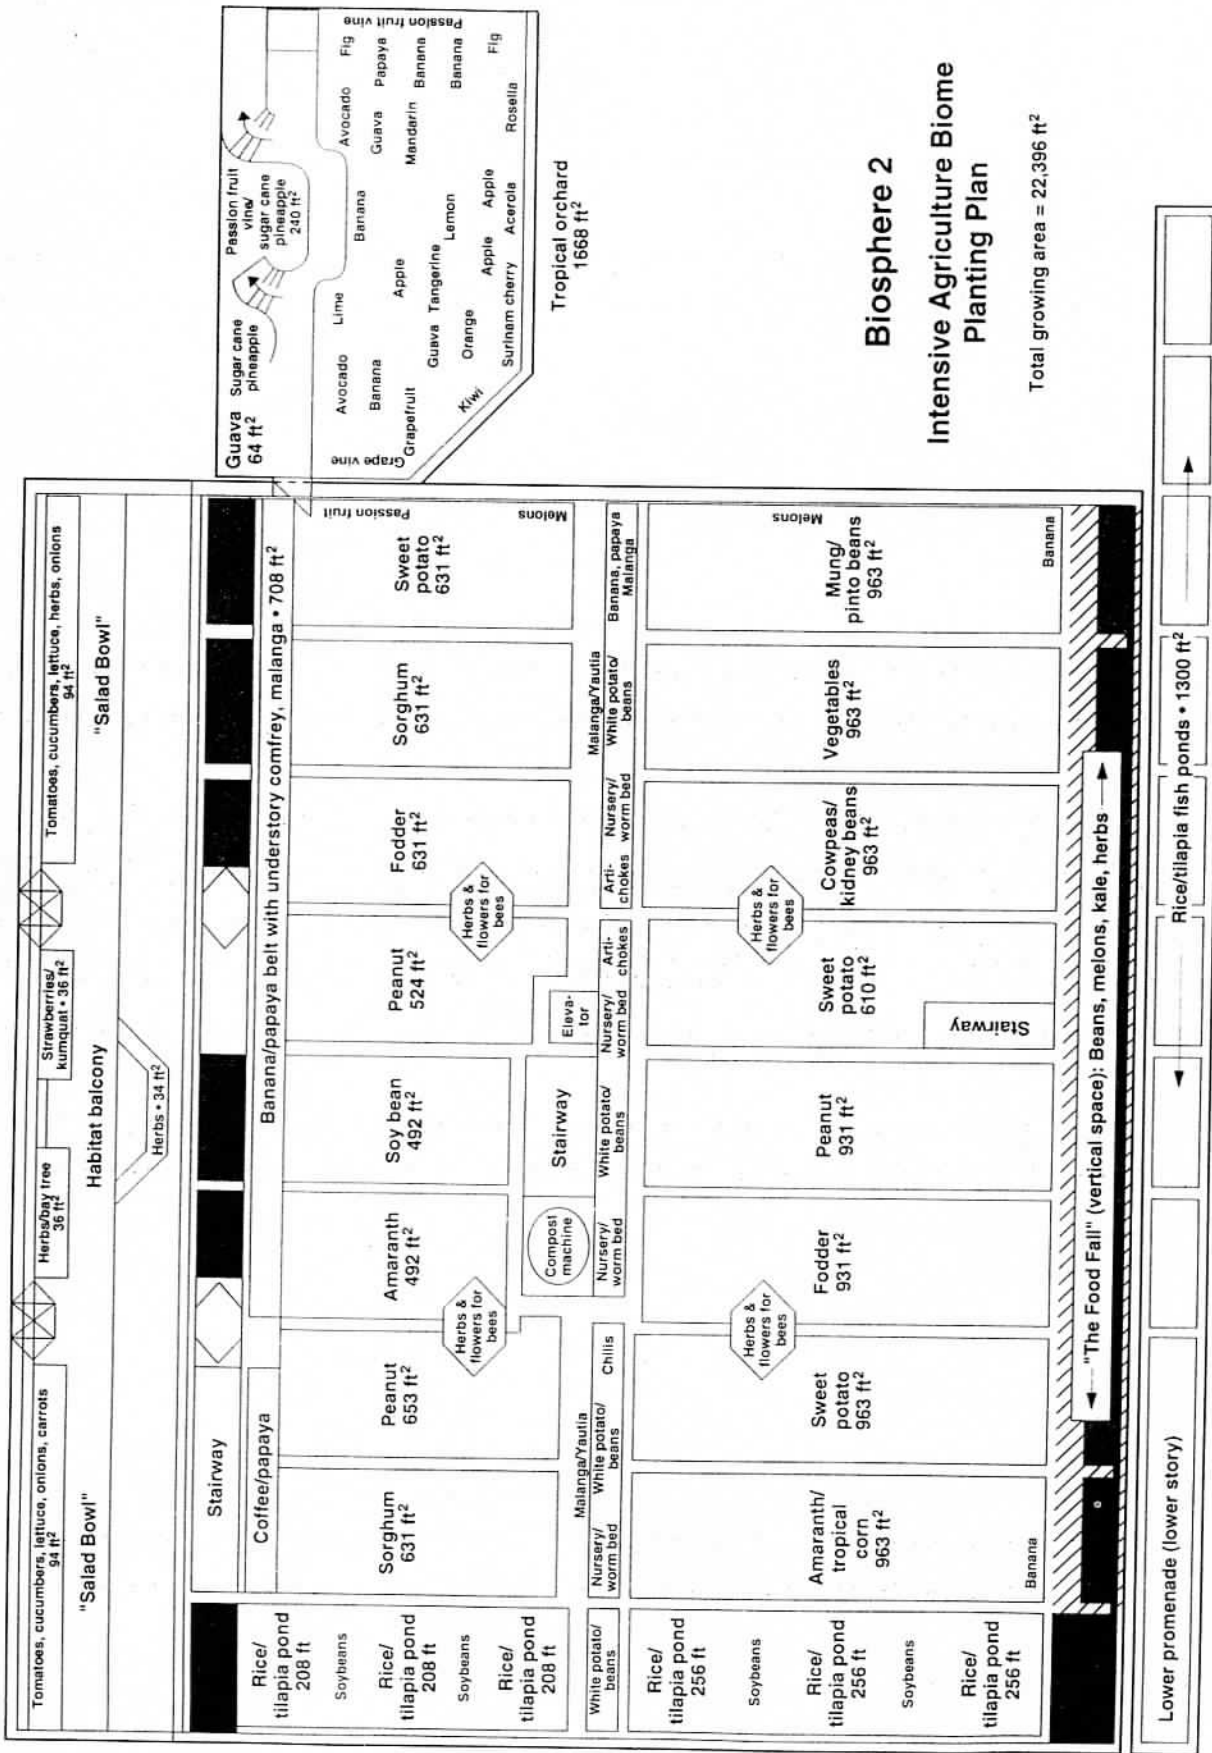 Tomatoes, cucumbers, lettuce, onions, carrots
94 ft²
Herbs/bay tree
36 ft²
Strawberries/
kumquat • 36 ft²
Tomatoes, cucumbers, lettuce, herbs, onions
94 ft²
"Salad Bowl"
Habitat balcony
"Salad Bowl"
Herbs • 34 ft²
Stairway
Coffee/papaya
Banana/papaya belt with understory comfrey, malanga • 708 ft²
Rice/
tilapia pond
208 ft
Soybeans
Rice/
tilapia pond
208 ft
Soybeans
Rice/
tilapia pond
208 ft
Sorghum
631 ft²
Peanut
653 ft²
Amaranth
492 ft²
Soy bean
492 ft²
Peanut
524 ft²
Fodder
631 ft²
Sorghum
631 ft²
Sweet
potato
631 ft²
Passion fruit
Melons
Herbs &
flowers for
bees
Herbs &
flowers for
bees
Compost
machine
Stairway
Eleva-
tor
White potato/
beans
Nursery/
worm bed
Malanga/Yautia
White potato/
beans
Chilis
Nursery/
worm bed
White potato/
beans
Nursery/
worm bed
Arti-
chokes
Arti-
chokes
Nursery/
worm bed
Malanga/Yautia
White potato/
beans
Banana, papaya
Malanga
Rice/
tilapia pond
256 ft
Soybeans
Rice/
tilapia pond
256 ft
Soybeans
Rice/
tilapia pond
256 ft
Amaranth/
tropical
corn
963 ft²
Banana
Sweet
potato
963 ft²
Herbs &
flowers for
bees
Fodder
931 ft²
Peanut
931 ft²
Sweet
potato
610 ft²
Stairway
Herbs &
flowers for
bees
Cowpeas/
kidney beans
963 ft²
Vegetables
963 ft²
Melons
Mung/
pinto beans
963 ft²
Banana
"The Food Fall" (vertical space): Beans, melons, kale, herbs
Lower promenade (lower story)
Rice/tilapia fish ponds • 1300 ft²
Guava
64 ft²
Sugar cane
pineapple
Passion fruit
vine/
sugar cane
pineapple
240 ft²
Grape vine
Avocado
Lime
Banana
Avocado
Fig
Passion fruit vine
Banana
Apple
Guava
Papaya
Grapefruit
Mandarin
Banana
Guava
Tangerine
Lemon
Banana
Kiwi
Orange
Apple
Apple
Fig
Surinam cherry
Acerola
Rosella
Tropical orchard
1668 ft²
Biosphere 2
Intensive Agriculture Biome
Planting Plan
Total growing area = 22,396 ft²